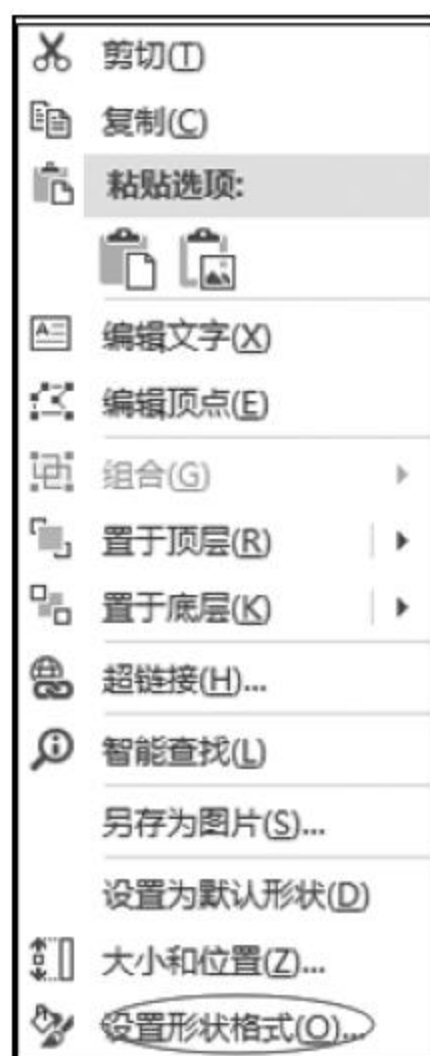 剪切(T)
复制(C)
粘贴选项:
编辑文字(X)
编辑顶点(E)
组合(G)
置于顶层(R)
置于底层(K)
超链接(H)...
智能查找(L)
另存为图片(S)...
设置为默认形状(D)
大小和位置(Z)...
设置形状格式(O)...